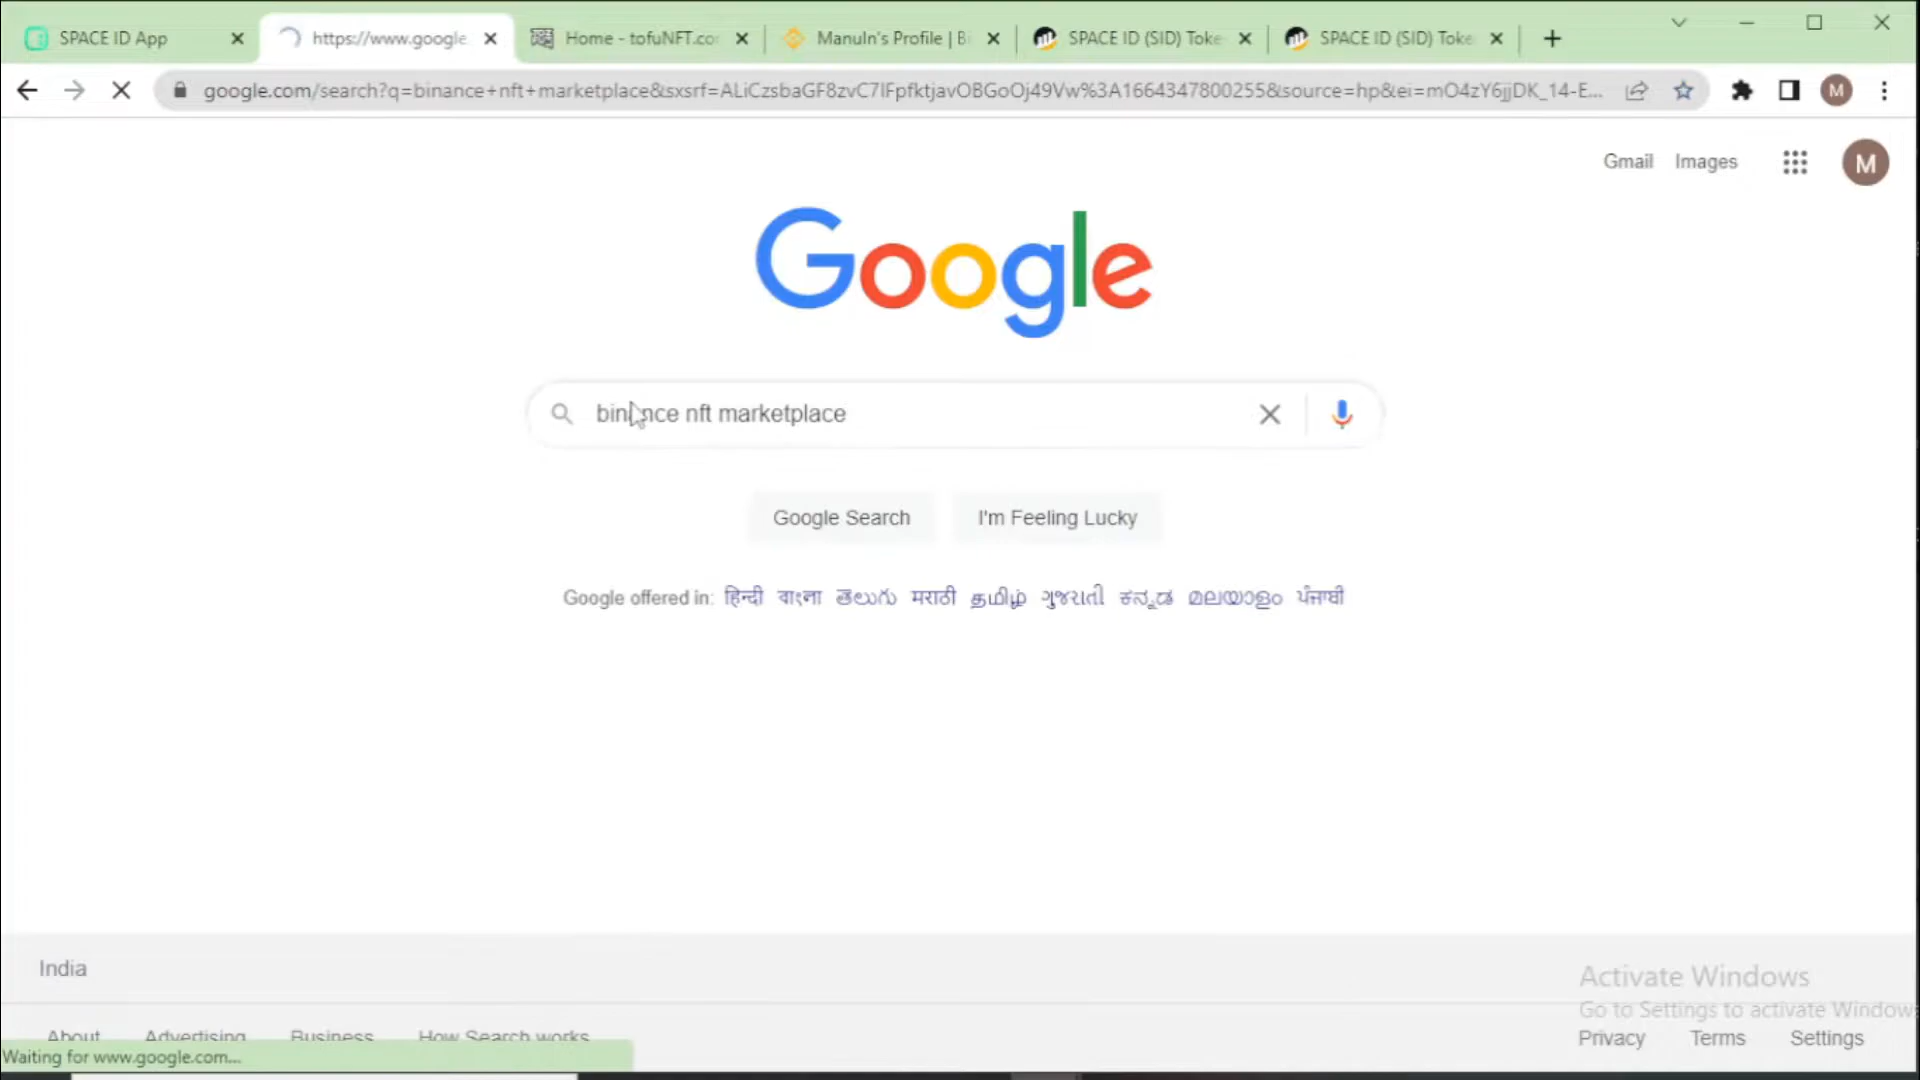 SPACE ID App
https://www.google
Home - tofuNFT.co
ManuIn's Profile | B
SPACE ID (SID) Toke
SPACE ID (SID) Toke
google.com/search?q=binance+nft+marketplace&sxsrf=ALiCzsbaGF8zvC7lFpfktjavOBGoOj49Vw%3A1664347800255&source=hp&ei=mO4zY6jjDK_14-E...
M
Gmail
Images
M
Google
binance nft marketplace
Google Search
I'm Feeling Lucky
Google offered in: हिन्दी বাংলা తెలుగు मराठी தமிழ் ગુજરાતી ಕನ್ನಡ മലയാളം ਪੰਜਾਬੀ
India
Activate Windows
Go to Settings to activate Windows
About
Advertising
Business
How Search works
Privacy
Terms
Settings
Waiting for www.google.com...